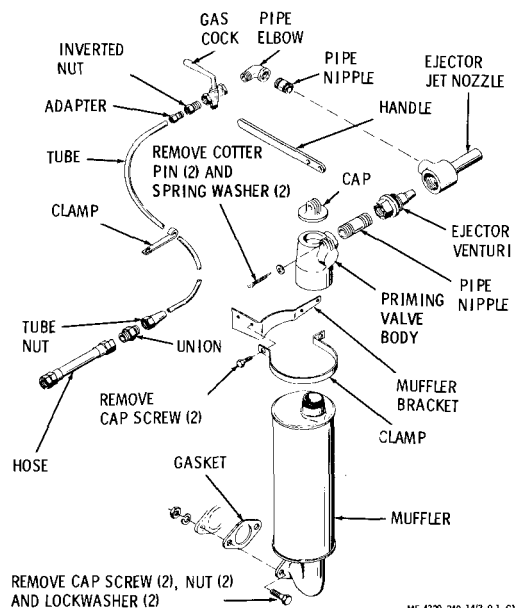 GAS
COCK
PIPE
ELBOW
INVERTED
NUT
PIPE
NIPPLE
EJECTOR
JET NOZZLE
ADAPTER
HANDLE
TUBE
REMOVE COTTER
PIN (2) AND
SPRING WASHER (2)
CAP
CLAMP
EJECTOR
VENTURI
PIPE
NIPPLE
PRIMING
VALVE
BODY
TUBE
NUT
UNION
MUFFLER
BRACKET
REMOVE
CAP SCREW (2)
CLAMP
HOSE
GASKET
MUFFLER
REMOVE CAP SCREW (2), NUT (2)
AND LOCKWASHER (2)